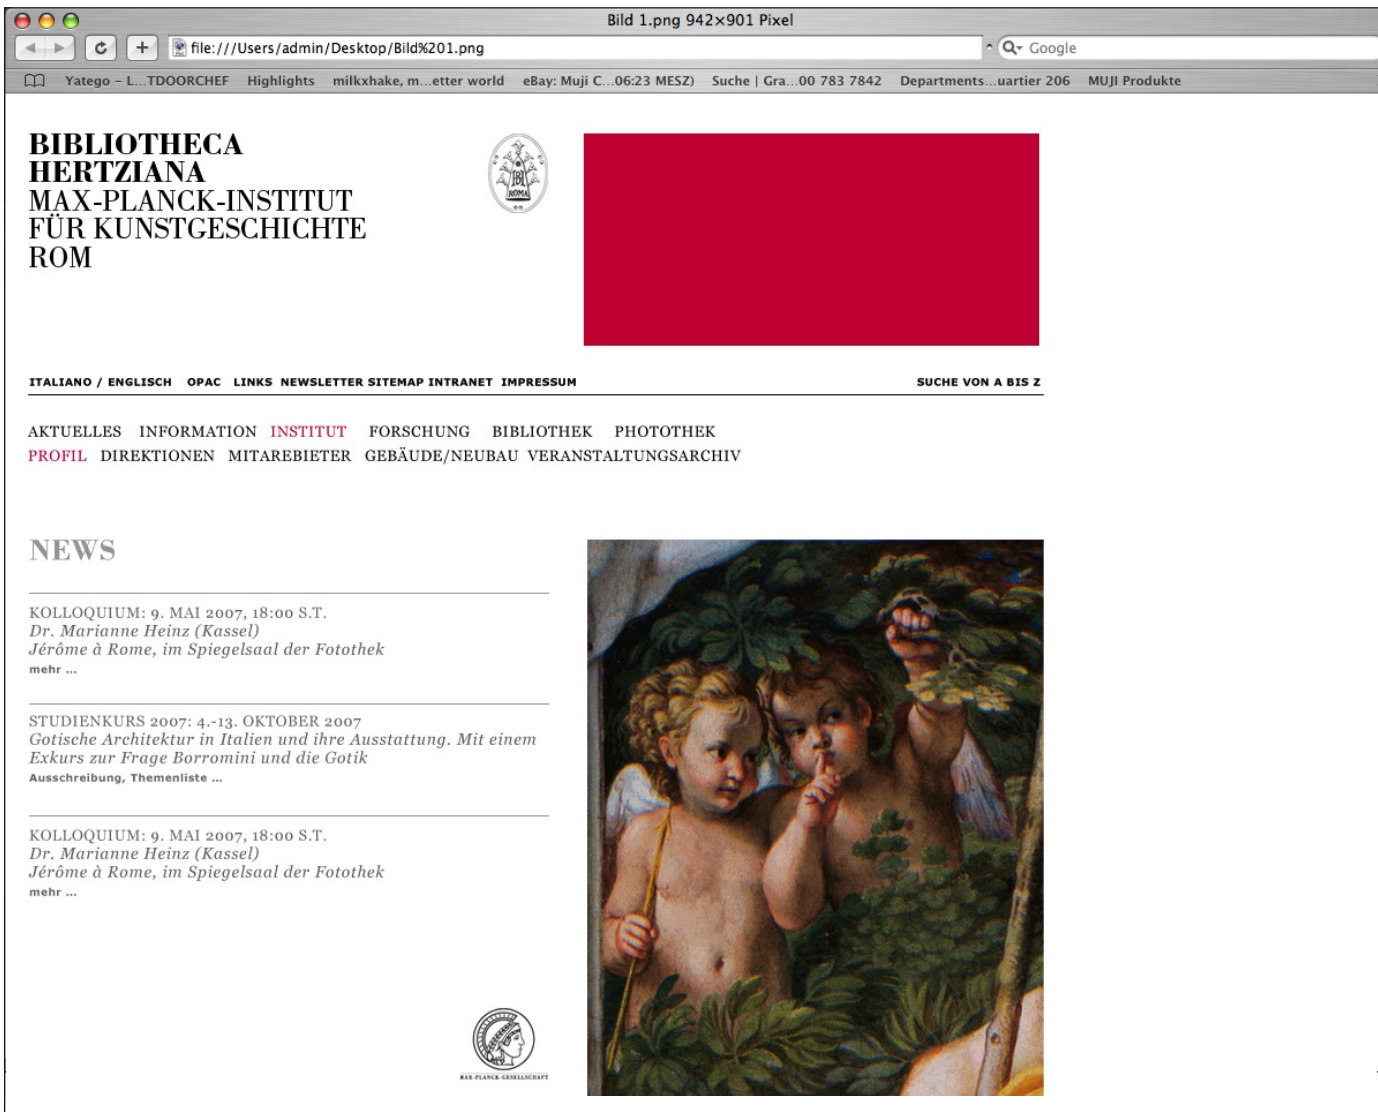 Bild 1.png 942×901 Pixel
file:///Users/admin/Desktop/Bild%201.png
Google
Yatego – L...TDOORCHEF Highlights milkxhake, m...etter world eBay: Muji C...06:23 MESZ) Suche | Gra...00 783 7842 Departments...uartier 206 MUJI Produkte
BIBLIOTHECA
HERTZIANA
MAX-PLANCK-INSTITUT
FÜR KUNSTGESCHICHTE
ROM
BH
ROMA
ITALIANO / ENGLISCH OPAC LINKS NEWSLETTER SITEMAP INTRANET IMPRESSUM
SUCHE VON A BIS Z
AKTUELLES INFORMATION INSTITUT FORSCHUNG BIBLIOTHEK PHOTOTHEK
PROFIL DIREKTIONEN MITAREBIETER GEBÄUDE/NEUBAU VERANSTALTUNGSARCHIV
NEWS
KOLLOQUIUM: 9. MAI 2007, 18:00 S.T.
Dr. Marianne Heinz (Kassel)
Jérôme à Rome, im Spiegelsaal der Fotothek
mehr ...
STUDIENKURS 2007: 4.-13. OKTOBER 2007
Gotische Architektur in Italien und ihre Ausstattung. Mit einem
Exkurs zur Frage Borromini und die Gotik
Ausschreibung, Themenliste ...
KOLLOQUIUM: 9. MAI 2007, 18:00 S.T.
Dr. Marianne Heinz (Kassel)
Jérôme à Rome, im Spiegelsaal der Fotothek
mehr ...
MAX-PLANCK-GESELLSCHAFT